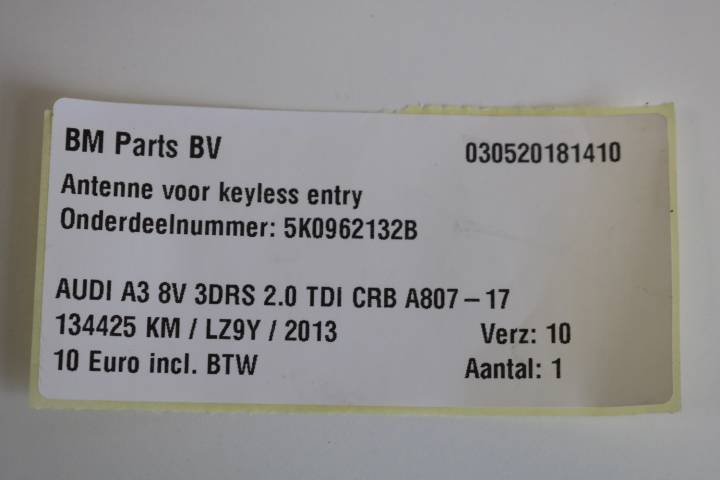 BM Parts BV 030520181410
Antenne voor keyless entry
Onderdeelnummer: 5K0962132B
AUDI A3 8V 3DRS 2.0 TDI CRB A807-17
134425 KM / LZ9Y / 2013 Verz: 10
10 Euro incl. BTW Aantal: 1